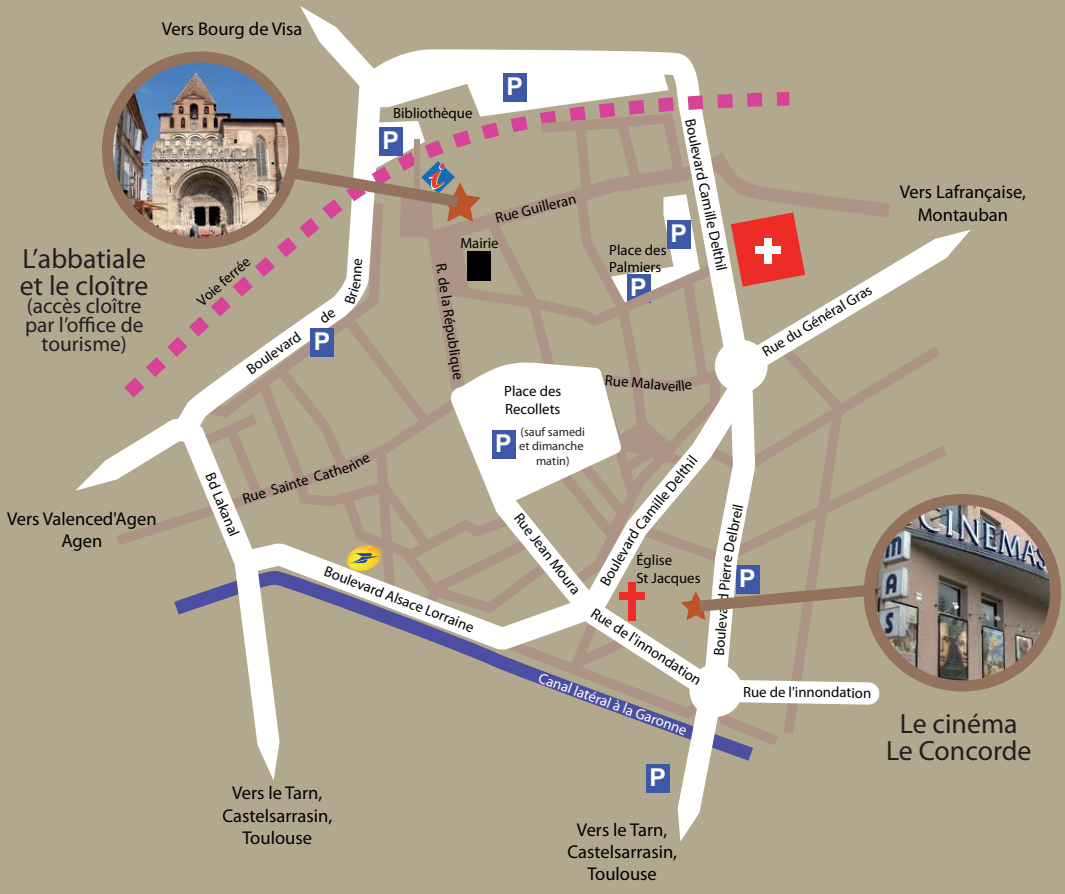 Vers Bourg de Visa
P
Bibliothèque
P
i
Boulevard Camille Delthil
Vers Lafrançaise,
Montauban
Rue Guilleran
Mairie
Place des
Palmiers
P
P
L'abbatiale
et le cloître
(accès cloître
par l'office de
tourisme)
Voie ferrée
Boulevard de Brienne
P
R. de la République
Rue du Général Gras
Rue Malaveille
Place des
Recollets
P
(sauf samedi
et dimanche
matin)
Rue Sainte Catherine
Bd Lakanal
Vers Valenced'Agen
Agen
Rue Jean Moura
Boulevard Camille Delthil
Boulevard Pierre Delbreil
CINEMAS
M
A
S
Église
St Jacques
P
Boulevard Alsace Lorraine
Rue de l'innondation
Rue de l'innondation
Canal latéral à la Garonne
Le cinéma
Le Concorde
P
Vers le Tarn,
Castelsarrasin,
Toulouse
Vers le Tarn,
Castelsarrasin,
Toulouse